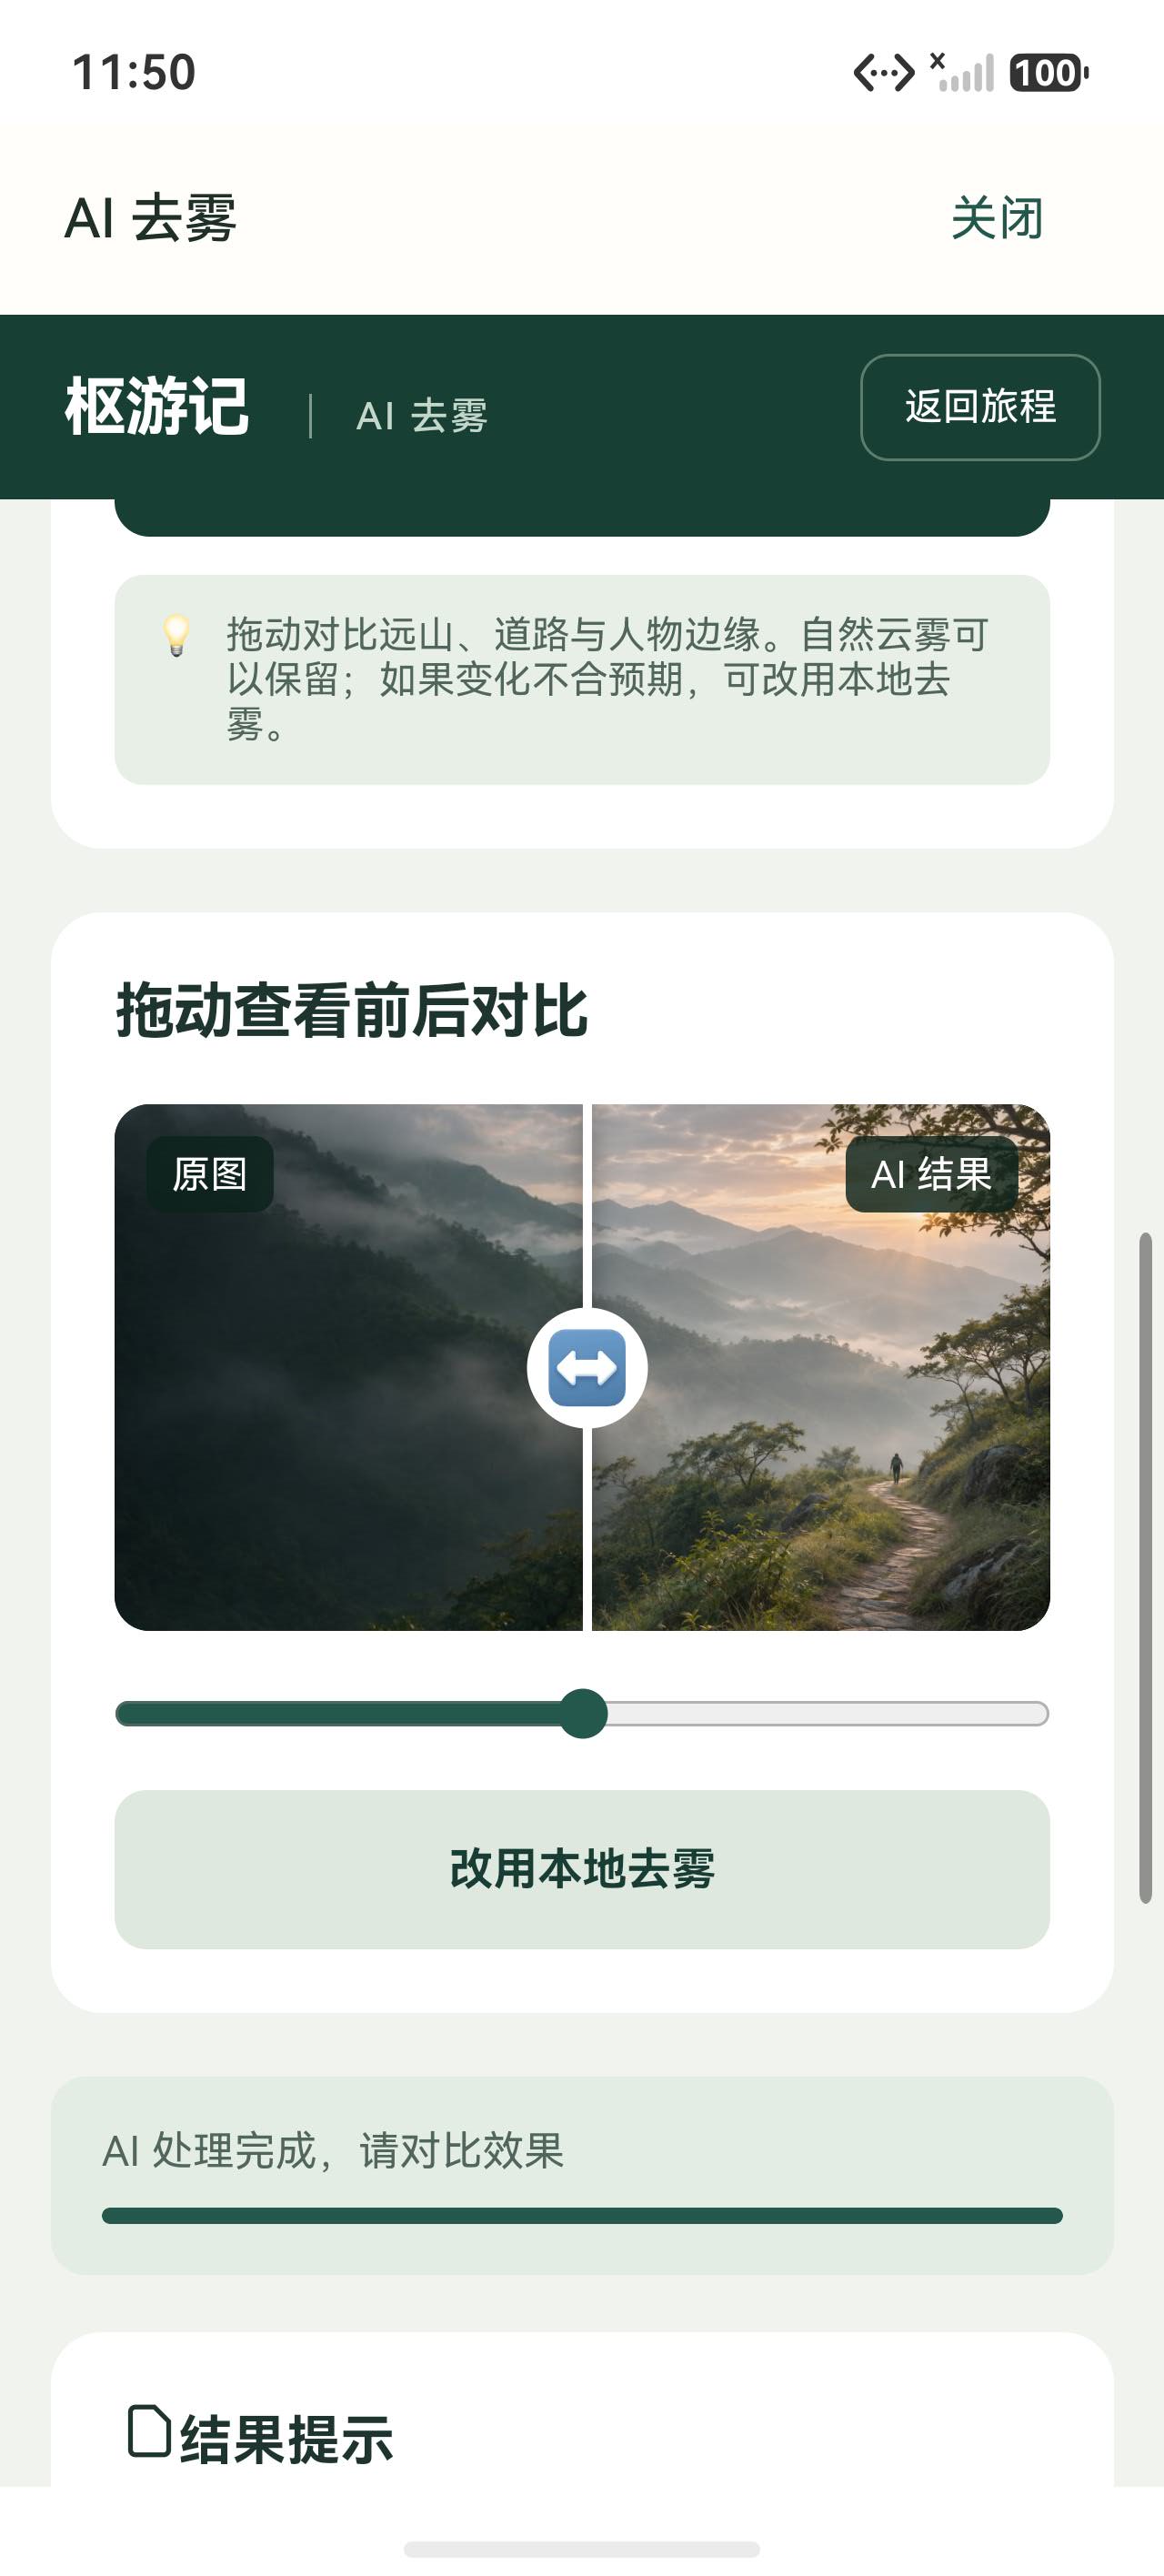 11:50
100
AI 去雾
关闭
枢游记
AI 去雾
返回旅程
拖动对比远山、道路与人物边缘。自然云雾可
以保留；如果变化不合预期，可改用本地去
雾。
拖动查看前后对比
原图
AI 结果
改用本地去雾
AI 处理完成，请对比效果
结果提示